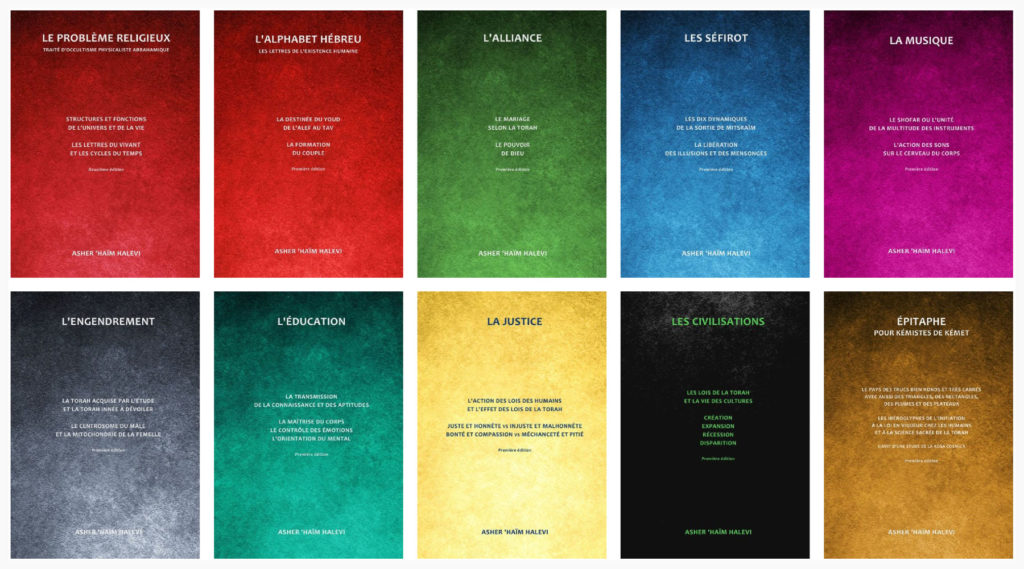 LE PROBLÈME RELIGIEUX
TRAITÉ D'OCCULTISME PHYSICALISTE ABRAHAMIQUE
STRUCTURES ET FONCTIONS
DE L'UNIVERS ET DE LA VIE
LES LETTRES DU VIVANT
ET LES CYCLES DU TEMPS
Deuxième édition
ASHER 'HAÏM HALEVI
L'ALPHABET HÉBREU
LES LETTRES DE L'EXISTENCE HUMAINE
LA DESTINÉE DU YOUD
DE L'ALEF AU TAV
LA FORMATION
DU COUPLE
Première édition
ASHER 'HAÏM HALEVI
L'ALLIANCE
LE MARIAGE
SELON LA TORAH
LE POUVOIR
DE DIEU
Première édition
ASHER 'HAÏM HALEVI
LES SÉFIROT
LES DIX DYNAMIQUES
DE LA SORTIE DE MITSRAÏM
LA LIBÉRATION
DES ILLUSIONS ET DES MENSONGES
Première édition
ASHER 'HAÏM HALEVI
LA MUSIQUE
LE SHOFAR OU L'UNITÉ
DE LA MULTITUDE DES INSTRUMENTS
L'ACTION DES SONS
SUR LE CERVEAU DU CORPS
Première édition
ASHER 'HAÏM HALEVI
L'ENGENDREMENT
LA TORAH ACQUISE PAR L'ÉTUDE
ET LA TORAH INNÉE À DÉVOILER
LE CENTROSOME DU MÂLE
ET LA MITOCHONDRIE DE LA FEMELLE
Première édition
ASHER 'HAÏM HALEVI
L'ÉDUCATION
LA TRANSMISSION
DE LA CONNAISSANCE ET DES APTITUDES
LA MAÎTRISE DU CORPS
LE CONTRÔLE DES ÉMOTIONS
L'ORIENTATION DU MENTAL
Première édition
ASHER 'HAÏM HALEVI
LA JUSTICE
L'ACTION DES LOIS DES HUMAINS
ET L'EFFET DES LOIS DE LA TORAH
JUSTE ET HONNÊTE VS INJUSTE ET MALHONNÊTE
BONTÉ ET COMPASSION VS MÉCHANCETÉ ET PITIÉ
Première édition
ASHER 'HAÏM HALEVI
LES CIVILISATIONS
LES LOIS DE LA TORAH
ET LA VIE DES CULTURES
CRÉATION
EXPANSION
RÉCESSION
DISPARITION
Première édition
ASHER 'HAÏM HALEVI
ÉPITAPHE
POUR KÉMISTES DE KÉMET
LE PAYS DES TRUCS BIEN RONDS ET TRÈS CARRÉS
AVEC AUSSI DES TRIANGLES, DES RECTANGLES,
DES PLUMES ET DES PLATEAUX
LES HIÉROGLYPHES DE L'INITIATION
À LA LOI EN VIGUEUR CHEZ LES HUMAINS
ET À LA SCIENCE SACRÉE DE LA TORAH
D'UNE ÉTUDE DE LA
Première édition
ASHER 'HAÏM HALEVI